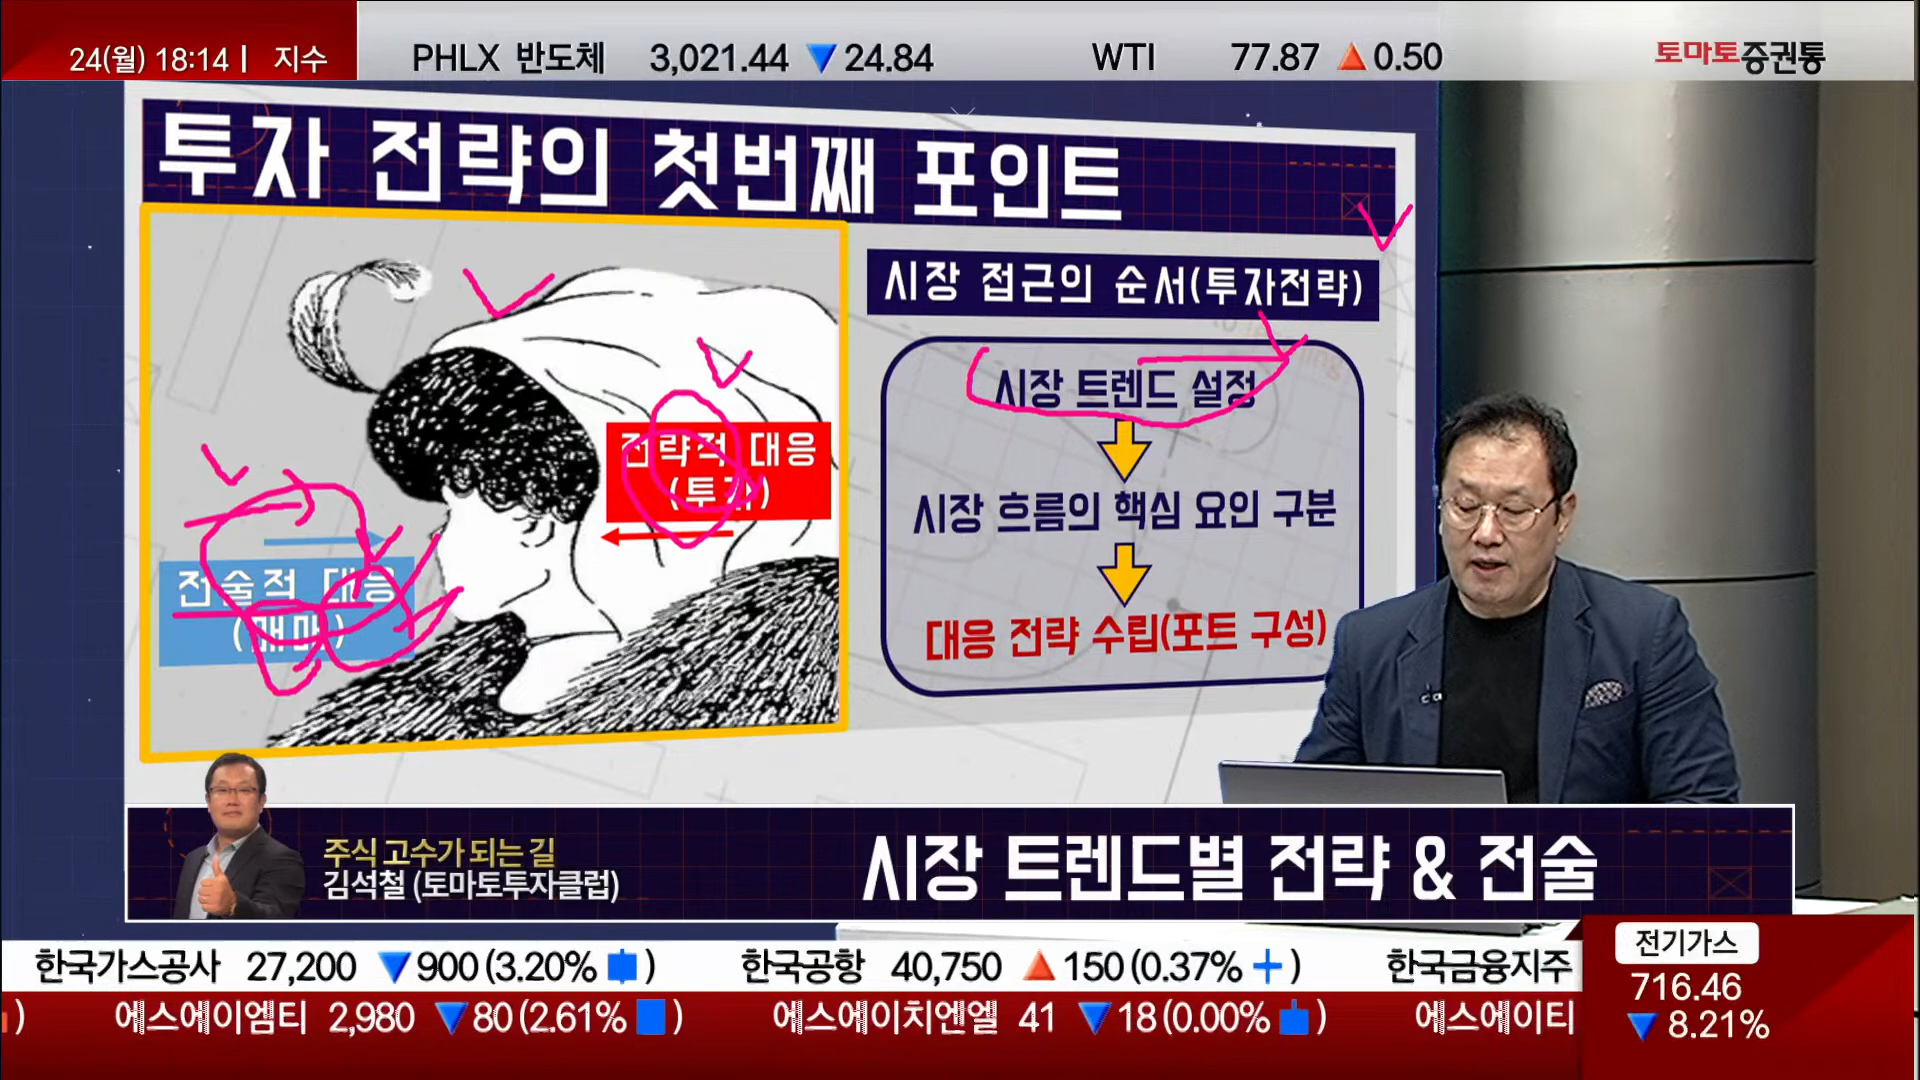 24(월) 18:14 | 지수 PHLX 반도체 3,021.44 ▼24.84 WTI 77.87 ▲0.50 토마토증권통
투자 전략의 첫번째 포인트
시장 접근의 순서(투자전략)
시장 트렌드 설정
시장 흐름의 핵심 요인 구분
대응 전략 수립(포트 구성)
전략적 대응
(투자)
전술적 대응
(매매)
주식 고수가 되는 길
김석철 (토마토투자클럽)
시장 트렌드별 전략 & 전술
한국가스공사 27,200 ▼900 (3.20% ) 한국공항 40,750 ▲150 (0.37% ) 한국금융지주
) 에스에이엠티 2,980 ▼80 (2.61% ) 에스에이치엔엘 41 ▼18 (0.00% ) 에스에이티
전기가스
716.46
▼ 8.21%